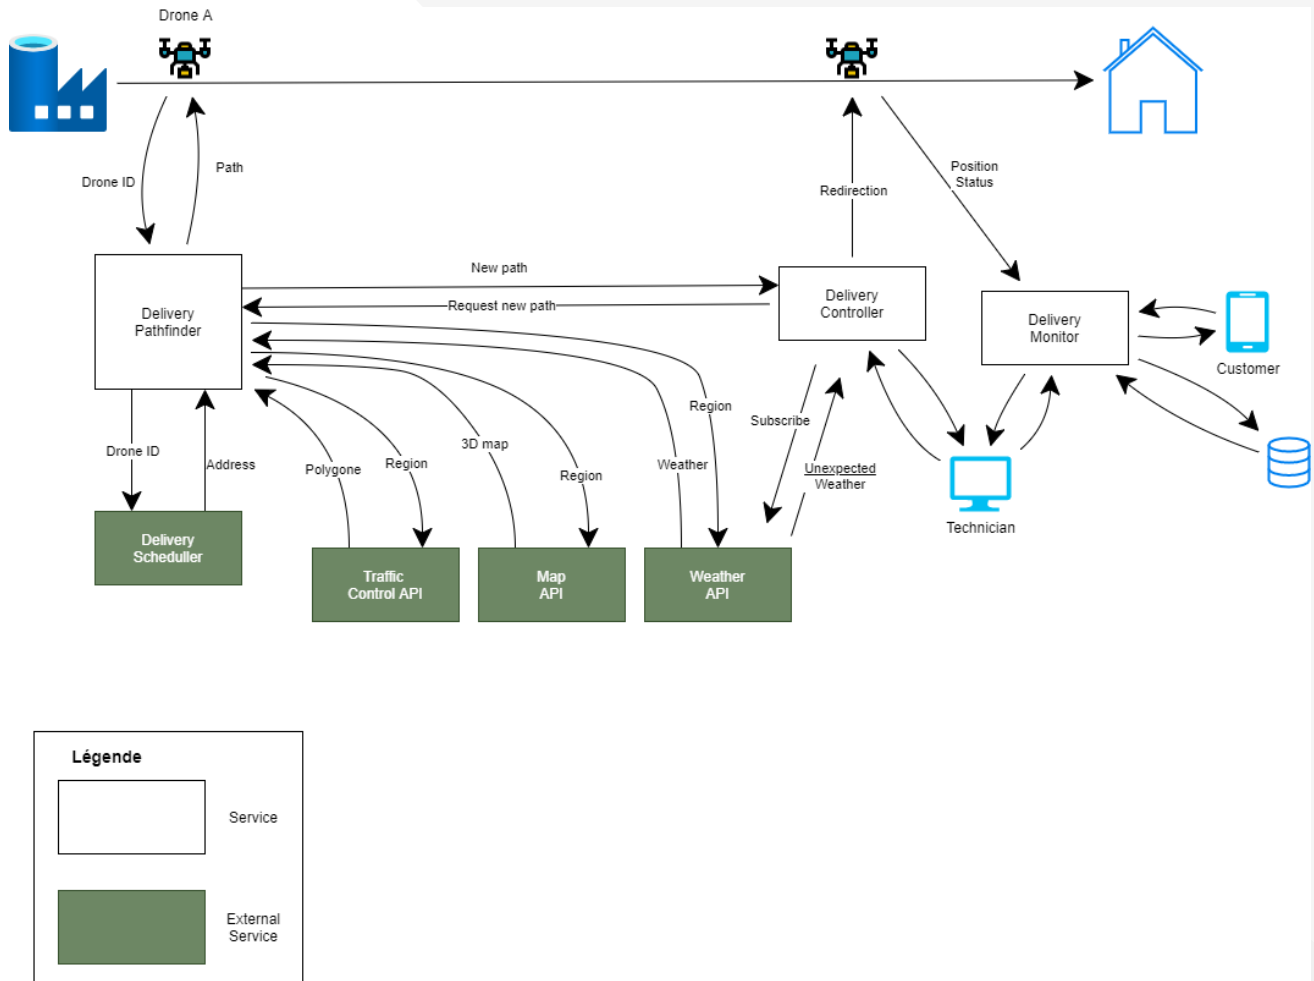 Drone A
Drone ID
Path
Position
Status
Redirection
New path
Request new path
Delivery
Pathfinder
Delivery
Controller
Delivery
Monitor
Customer
Drone ID
Address
Polygone
Region
3D map
Region
Weather
Region
Subscribe
Unexpected
Weather
Technician
Delivery
Scheduller
Traffic
Control API
Map
API
Weather
API
Légende
Service
External
Service